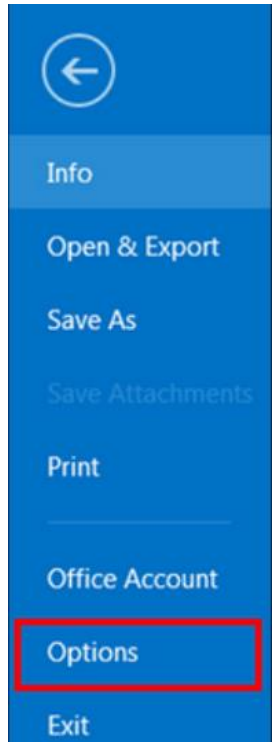 Info
Open & Export
Save As
Save Attachments
Print
Office Account
Options
Exit